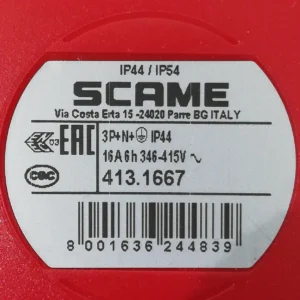 IP44 / IP54
SCAME
Via Costa Erta 15 -24020 Parre BG ITALY
03 EAC 3P+N+⏚ IP44
16A 6h 346-415V ~
CCC 413.1667
8 001636 244839